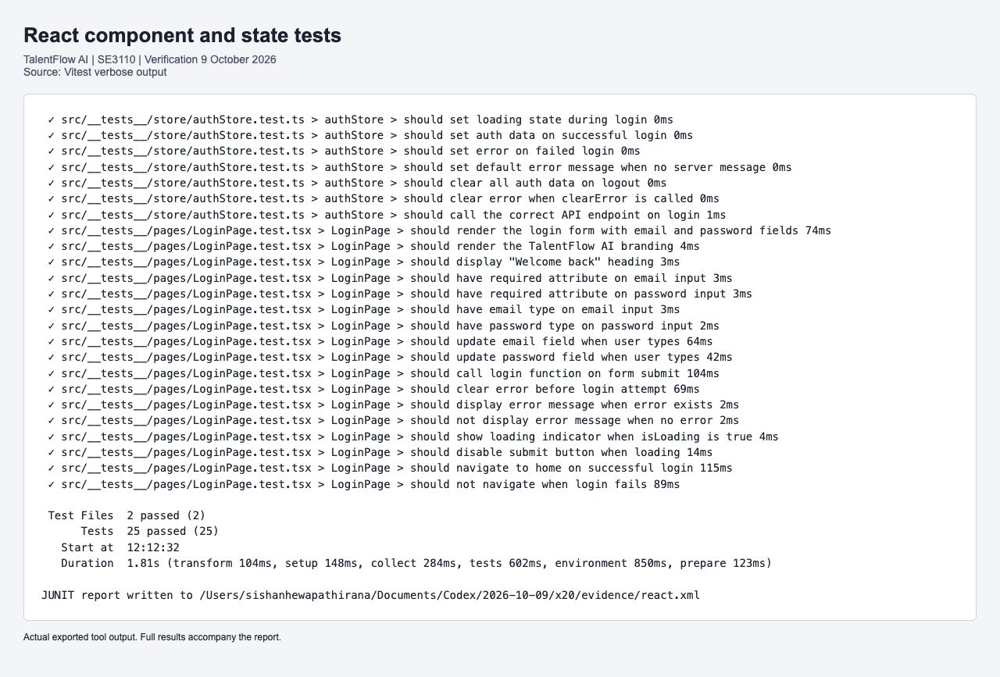 React component and state tests
TalentFlow AI | SE3110 | Verification 9 October 2026
Source: Vitest verbose output
✓ src/__tests__/store/authStore.test.ts > authStore > should set loading state during login 0ms
✓ src/__tests__/store/authStore.test.ts > authStore > should set auth data on successful login 0ms
✓ src/__tests__/store/authStore.test.ts > authStore > should set error on failed login 0ms
✓ src/__tests__/store/authStore.test.ts > authStore > should set default error message when no server message 0ms
✓ src/__tests__/store/authStore.test.ts > authStore > should clear all auth data on logout 0ms
✓ src/__tests__/store/authStore.test.ts > authStore > should clear error when clearError is called 0ms
✓ src/__tests__/store/authStore.test.ts > authStore > should call the correct API endpoint on login 1ms
✓ src/__tests__/pages/LoginPage.test.tsx > LoginPage > should render the login form with email and password fields 74ms
✓ src/__tests__/pages/LoginPage.test.tsx > LoginPage > should render the TalentFlow AI branding 4ms
✓ src/__tests__/pages/LoginPage.test.tsx > LoginPage > should display "Welcome back" heading 3ms
✓ src/__tests__/pages/LoginPage.test.tsx > LoginPage > should have required attribute on email input 3ms
✓ src/__tests__/pages/LoginPage.test.tsx > LoginPage > should have required attribute on password input 3ms
✓ src/__tests__/pages/LoginPage.test.tsx > LoginPage > should have email type on email input 3ms
✓ src/__tests__/pages/LoginPage.test.tsx > LoginPage > should have password type on password input 2ms
✓ src/__tests__/pages/LoginPage.test.tsx > LoginPage > should update email field when user types 64ms
✓ src/__tests__/pages/LoginPage.test.tsx > LoginPage > should update password field when user types 42ms
✓ src/__tests__/pages/LoginPage.test.tsx > LoginPage > should call login function on form submit 104ms
✓ src/__tests__/pages/LoginPage.test.tsx > LoginPage > should clear error before login attempt 69ms
✓ src/__tests__/pages/LoginPage.test.tsx > LoginPage > should display error message when error exists 2ms
✓ src/__tests__/pages/LoginPage.test.tsx > LoginPage > should not display error message when no error 2ms
✓ src/__tests__/pages/LoginPage.test.tsx > LoginPage > should show loading indicator when isLoading is true 4ms
✓ src/__tests__/pages/LoginPage.test.tsx > LoginPage > should disable submit button when loading 14ms
✓ src/__tests__/pages/LoginPage.test.tsx > LoginPage > should navigate to home on successful login 115ms
✓ src/__tests__/pages/LoginPage.test.tsx > LoginPage > should not navigate when login fails 89ms
Test Files 2 passed (2)
Tests 25 passed (25)
Start at 12:12:32
Duration 1.81s (transform 104ms, setup 148ms, collect 284ms, tests 602ms, environment 850ms, prepare 123ms)
JUNIT report written to /Users/sishanhewapathirana/Documents/Codex/2026-10-09/x20/evidence/react.xml
Actual exported tool output. Full results accompany the report.